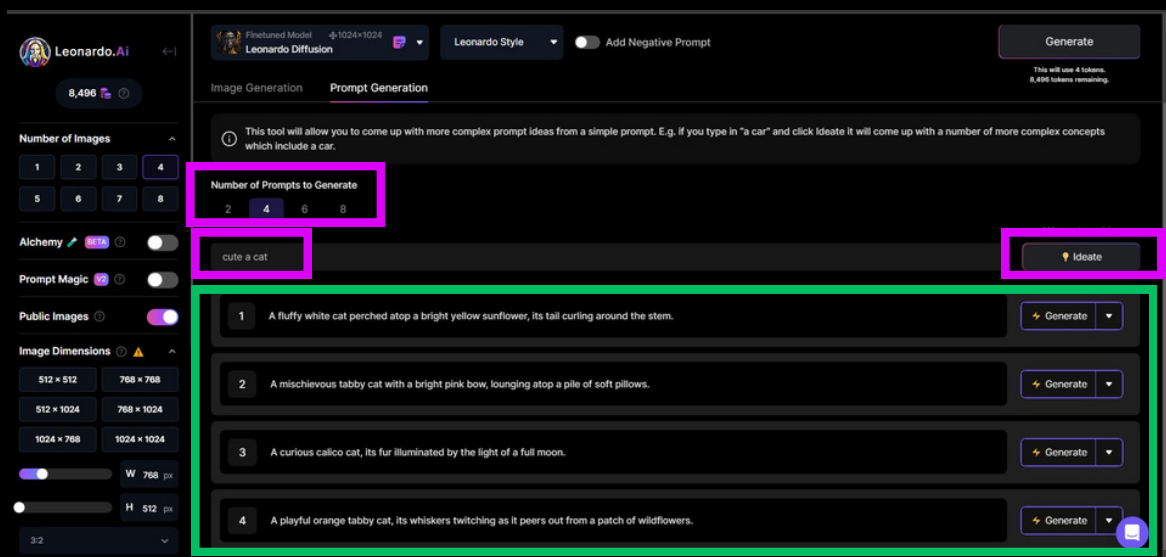 Leonardo.Ai
8,496
Number of Images
1 2 3 4
5 6 7 8
Alchemy BETA
Prompt Magic V2
Public Images
Image Dimensions
512 × 512 768 × 768
512 × 1024 768 × 1024
1024 × 768 1024 × 1024
W 768 px
H 512 px
3:2
Finetuned Model 1024×1024
Leonardo Diffusion
Leonardo Style
Add Negative Prompt
Generate
This will use 4 tokens.
8,496 tokens remaining.
Image Generation Prompt Generation
This tool will allow you to come up with more complex prompt ideas from a simple prompt. E.g. if you type in "a car" and click Ideate it will come up with a number of more complex concepts
which include a car.
Number of Prompts to Generate
2 4 6 8
cute a cat
Ideate
1 A fluffy white cat perched atop a bright yellow sunflower, its tail curling around the stem. Generate
2 A mischievous tabby cat with a bright pink bow, lounging atop a pile of soft pillows. Generate
3 A curious calico cat, its fur illuminated by the light of a full moon. Generate
4 A playful orange tabby cat, its whiskers twitching as it peers out from a patch of wildflowers. Generate